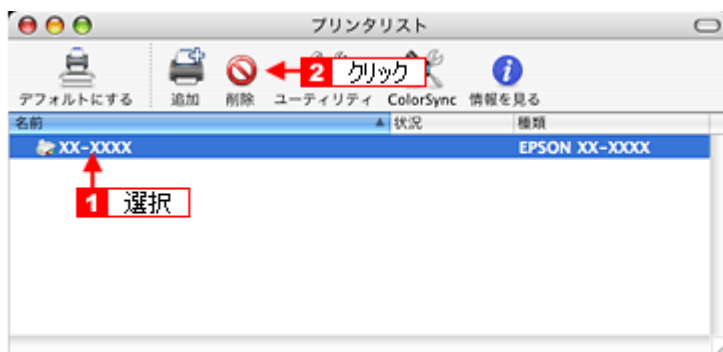 プリンタリスト
2 クリック
デフォルトにする 追加 削除 ユーティリティ ColorSync 情報を見る
名前 状況 種類
XX-XXXX EPSON XX-XXXX
1 選択